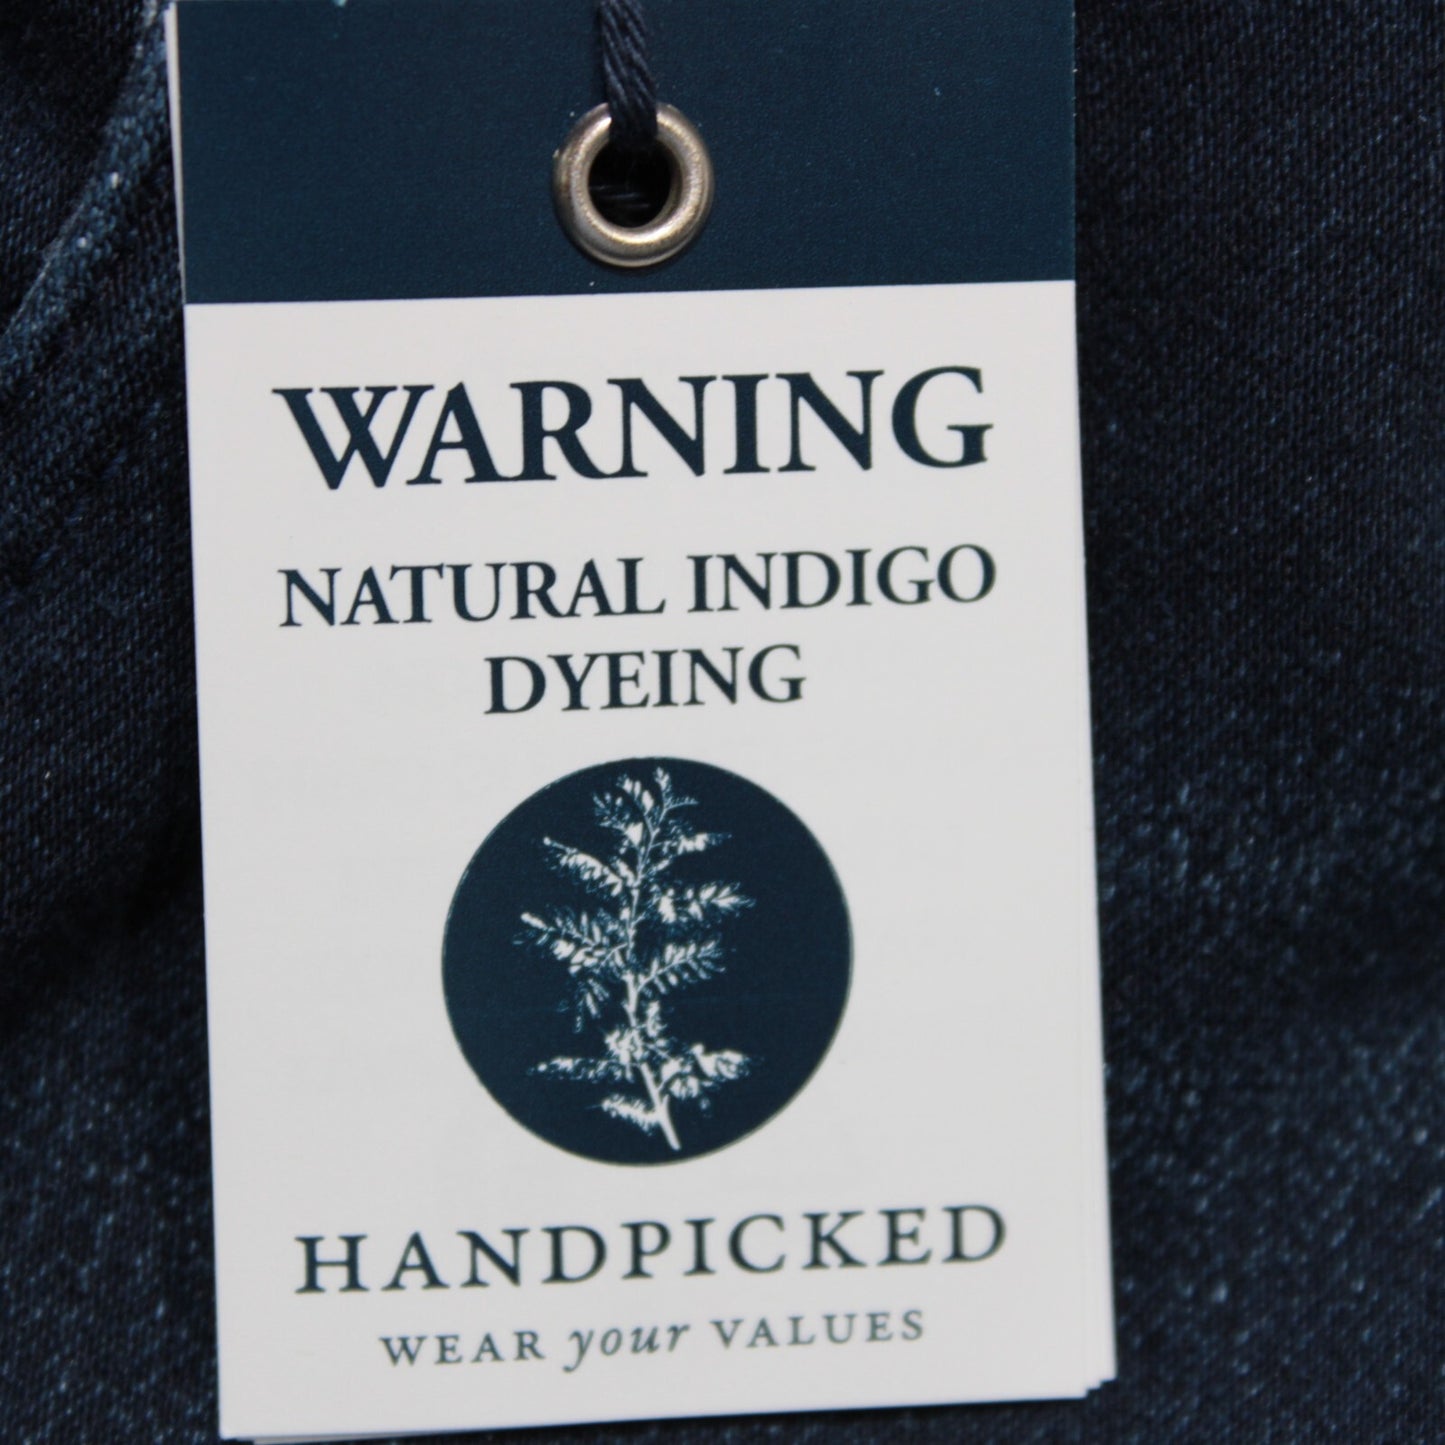 WARNING
NATURAL INDIGO
DYEING
HANDPICKED
WEAR your VALUES